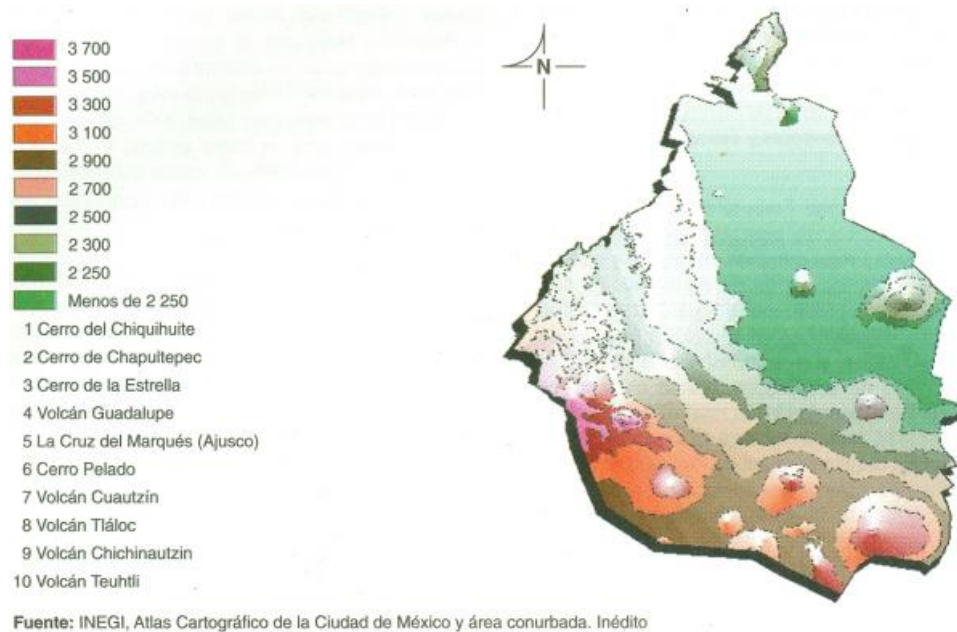 3 700
3 500
3 300
3 100
2 900
2 700
2 500
2 300
2 250
Menos de 2 250
1 Cerro del Chiquihuite
2 Cerro de Chapultepec
3 Cerro de la Estrella
4 Volcán Guadalupe
5 La Cruz del Marqués (Ajusco)
6 Cerro Pelado
7 Volcán Cuautzín
8 Volcán Tláloc
9 Volcán Chichinautzin
10 Volcán Teuhtli
N
Fuente: INEGI, Atlas Cartográfico de la Ciudad de México y área conurbada. Inédito